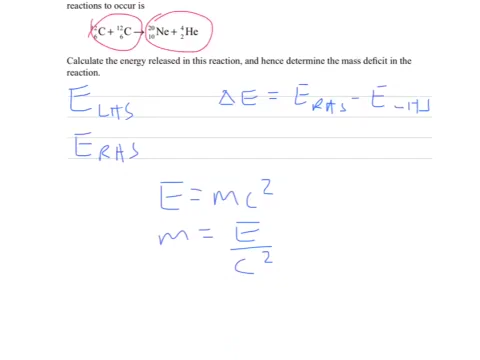 reactions to occur is
¹²₆C + ¹²₆C → ²⁰₁₀Ne + ⁴₂He
Calculate the energy released in this reaction, and hence determine the mass deficit in the
reaction.
E_LHS ΔE = E_RHS - E_LHS
E_RHS
E = mc²
m = E/c²